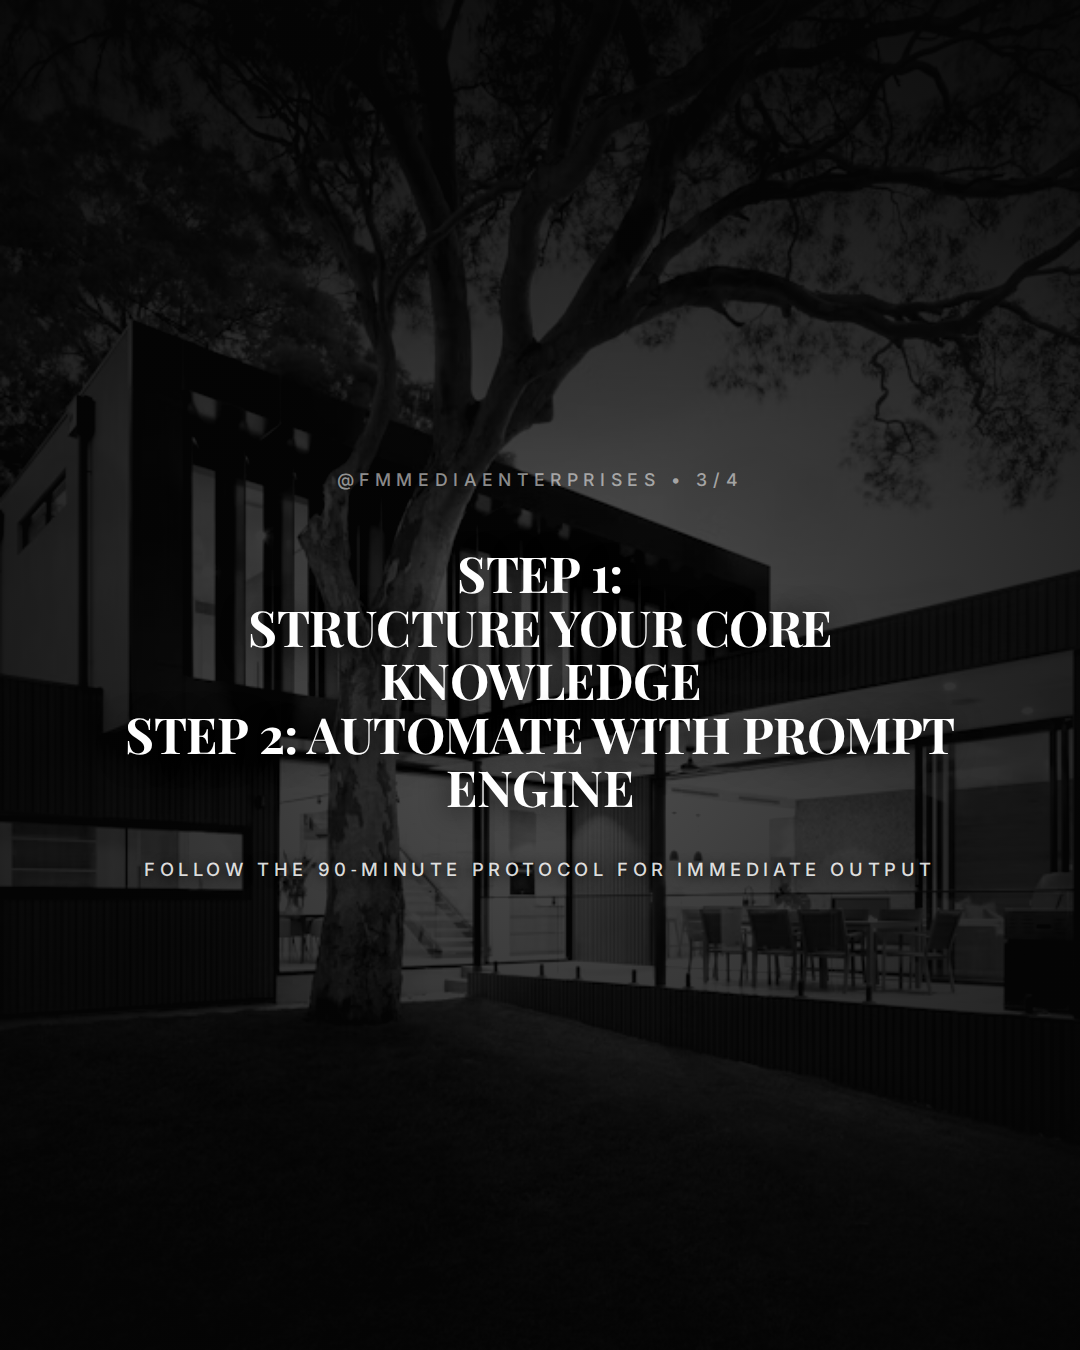 @FMMEDIAENTERPRISES • 3/4
STEP 1:
STRUCTURE YOUR CORE
KNOWLEDGE
STEP 2: AUTOMATE WITH PROMPT
ENGINE
FOLLOW THE 90-MINUTE PROTOCOL FOR IMMEDIATE OUTPUT